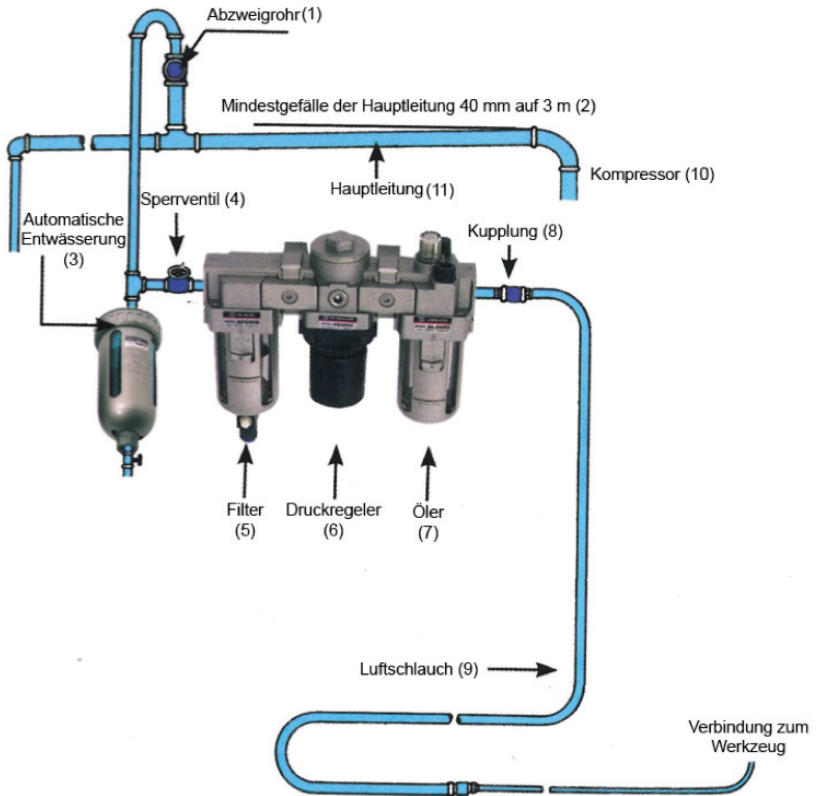 Abzweigrohr (1)
Mindestgefälle der Hauptleitung 40 mm auf 3 m (2)
Kompressor (10)
Hauptleitung (11)
Sperrventil (4)
Automatische
Entwässerung
(3)
Kupplung (8)
Filter
(5)
Druckregeler
(6)
Öler
(7)
Luftschlauch (9)
Verbindung zum
Werkzeug